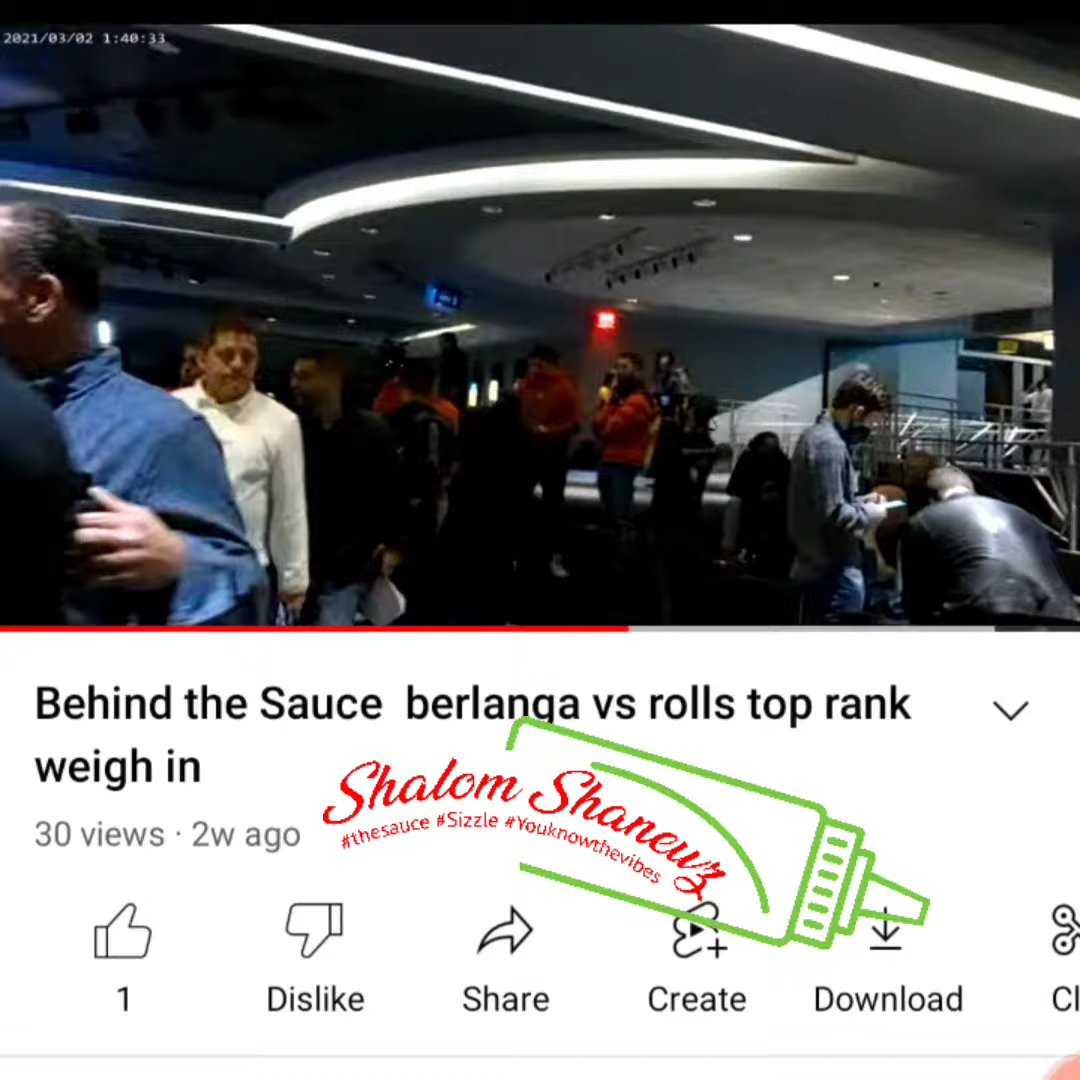 2021/03/02 1:40:33
Behind the Sauce berlanga vs rolls top rank
weigh in
Shalom Shanewz
#thesauce #Sizzle #Youknowthevibes
30 views · 2w ago
1
Dislike
Share
Create
Download
Cl